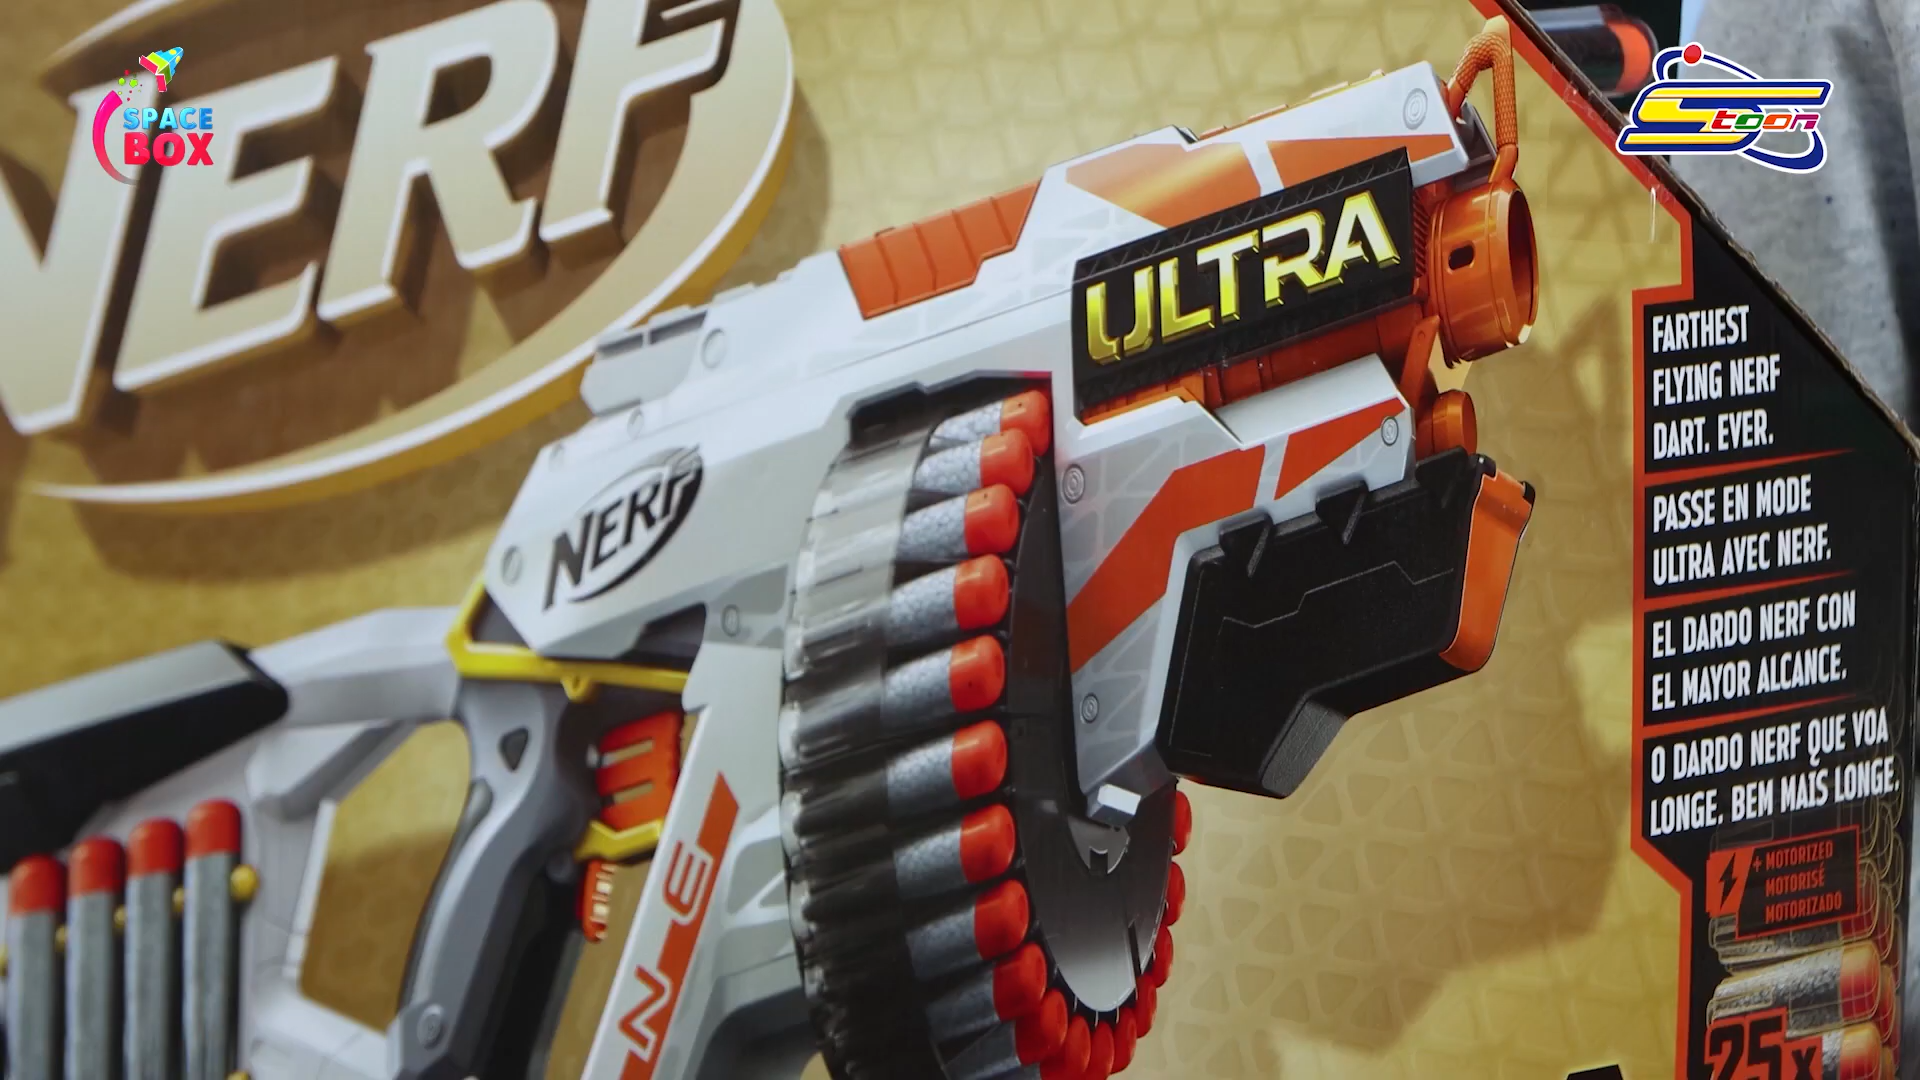 NERF
SPACE
BOX
Stoon
ULTRA
NERF
NE
FARTHEST
FLYING NERF
DART. EVER.
PASSE EN MODE
ULTRA AVEC NERF.
EL DARDO NERF CON
EL MAYOR ALCANCE.
O DARDO NERF QUE VOA
LONGE. BEM MAIS LONGE.
+ MOTORIZED
MOTORISÉ
MOTORIZADO
25x